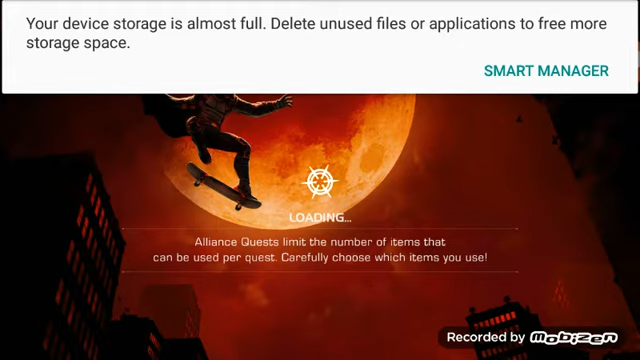 Your device storage is almost full. Delete unused files or applications to free more
storage space.
SMART MANAGER
LOADING...
Alliance Quests limit the number of items that
can be used per quest. Carefully choose which items you use!
Recorded by mobizen